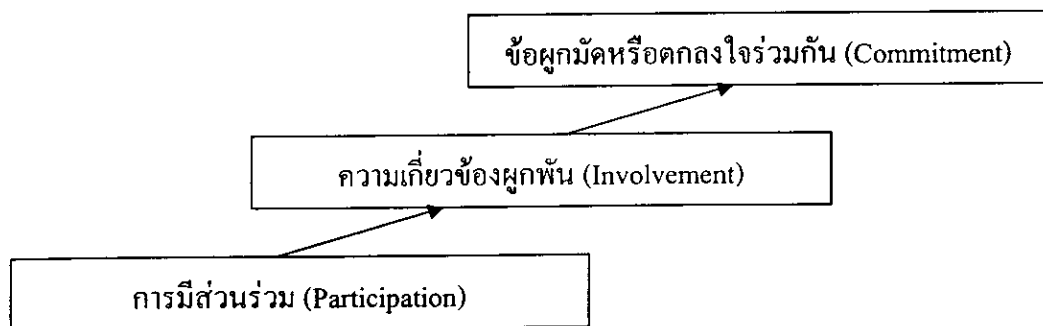 ข้อผูกมัดหรือตกลงใจร่วมกัน (Commitment)
ความเกี่ยวข้องผูกพัน (Involvement)
การมีส่วนร่วม (Participation)